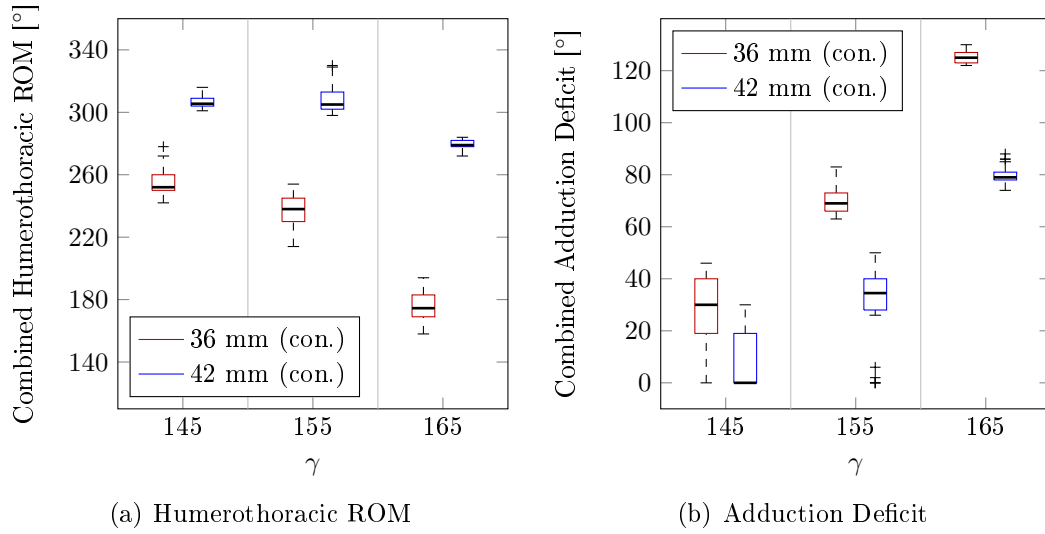 Combined Humerothoracic ROM [°]
340
300
260
220
180
140
36 mm (con.)
42 mm (con.)
145
155
165
γ
(a) Humerothoracic ROM
Combined Adduction Deficit [°]
36 mm (con.)
42 mm (con.)
120
100
80
60
40
20
0
145
155
165
γ
(b) Adduction Deficit